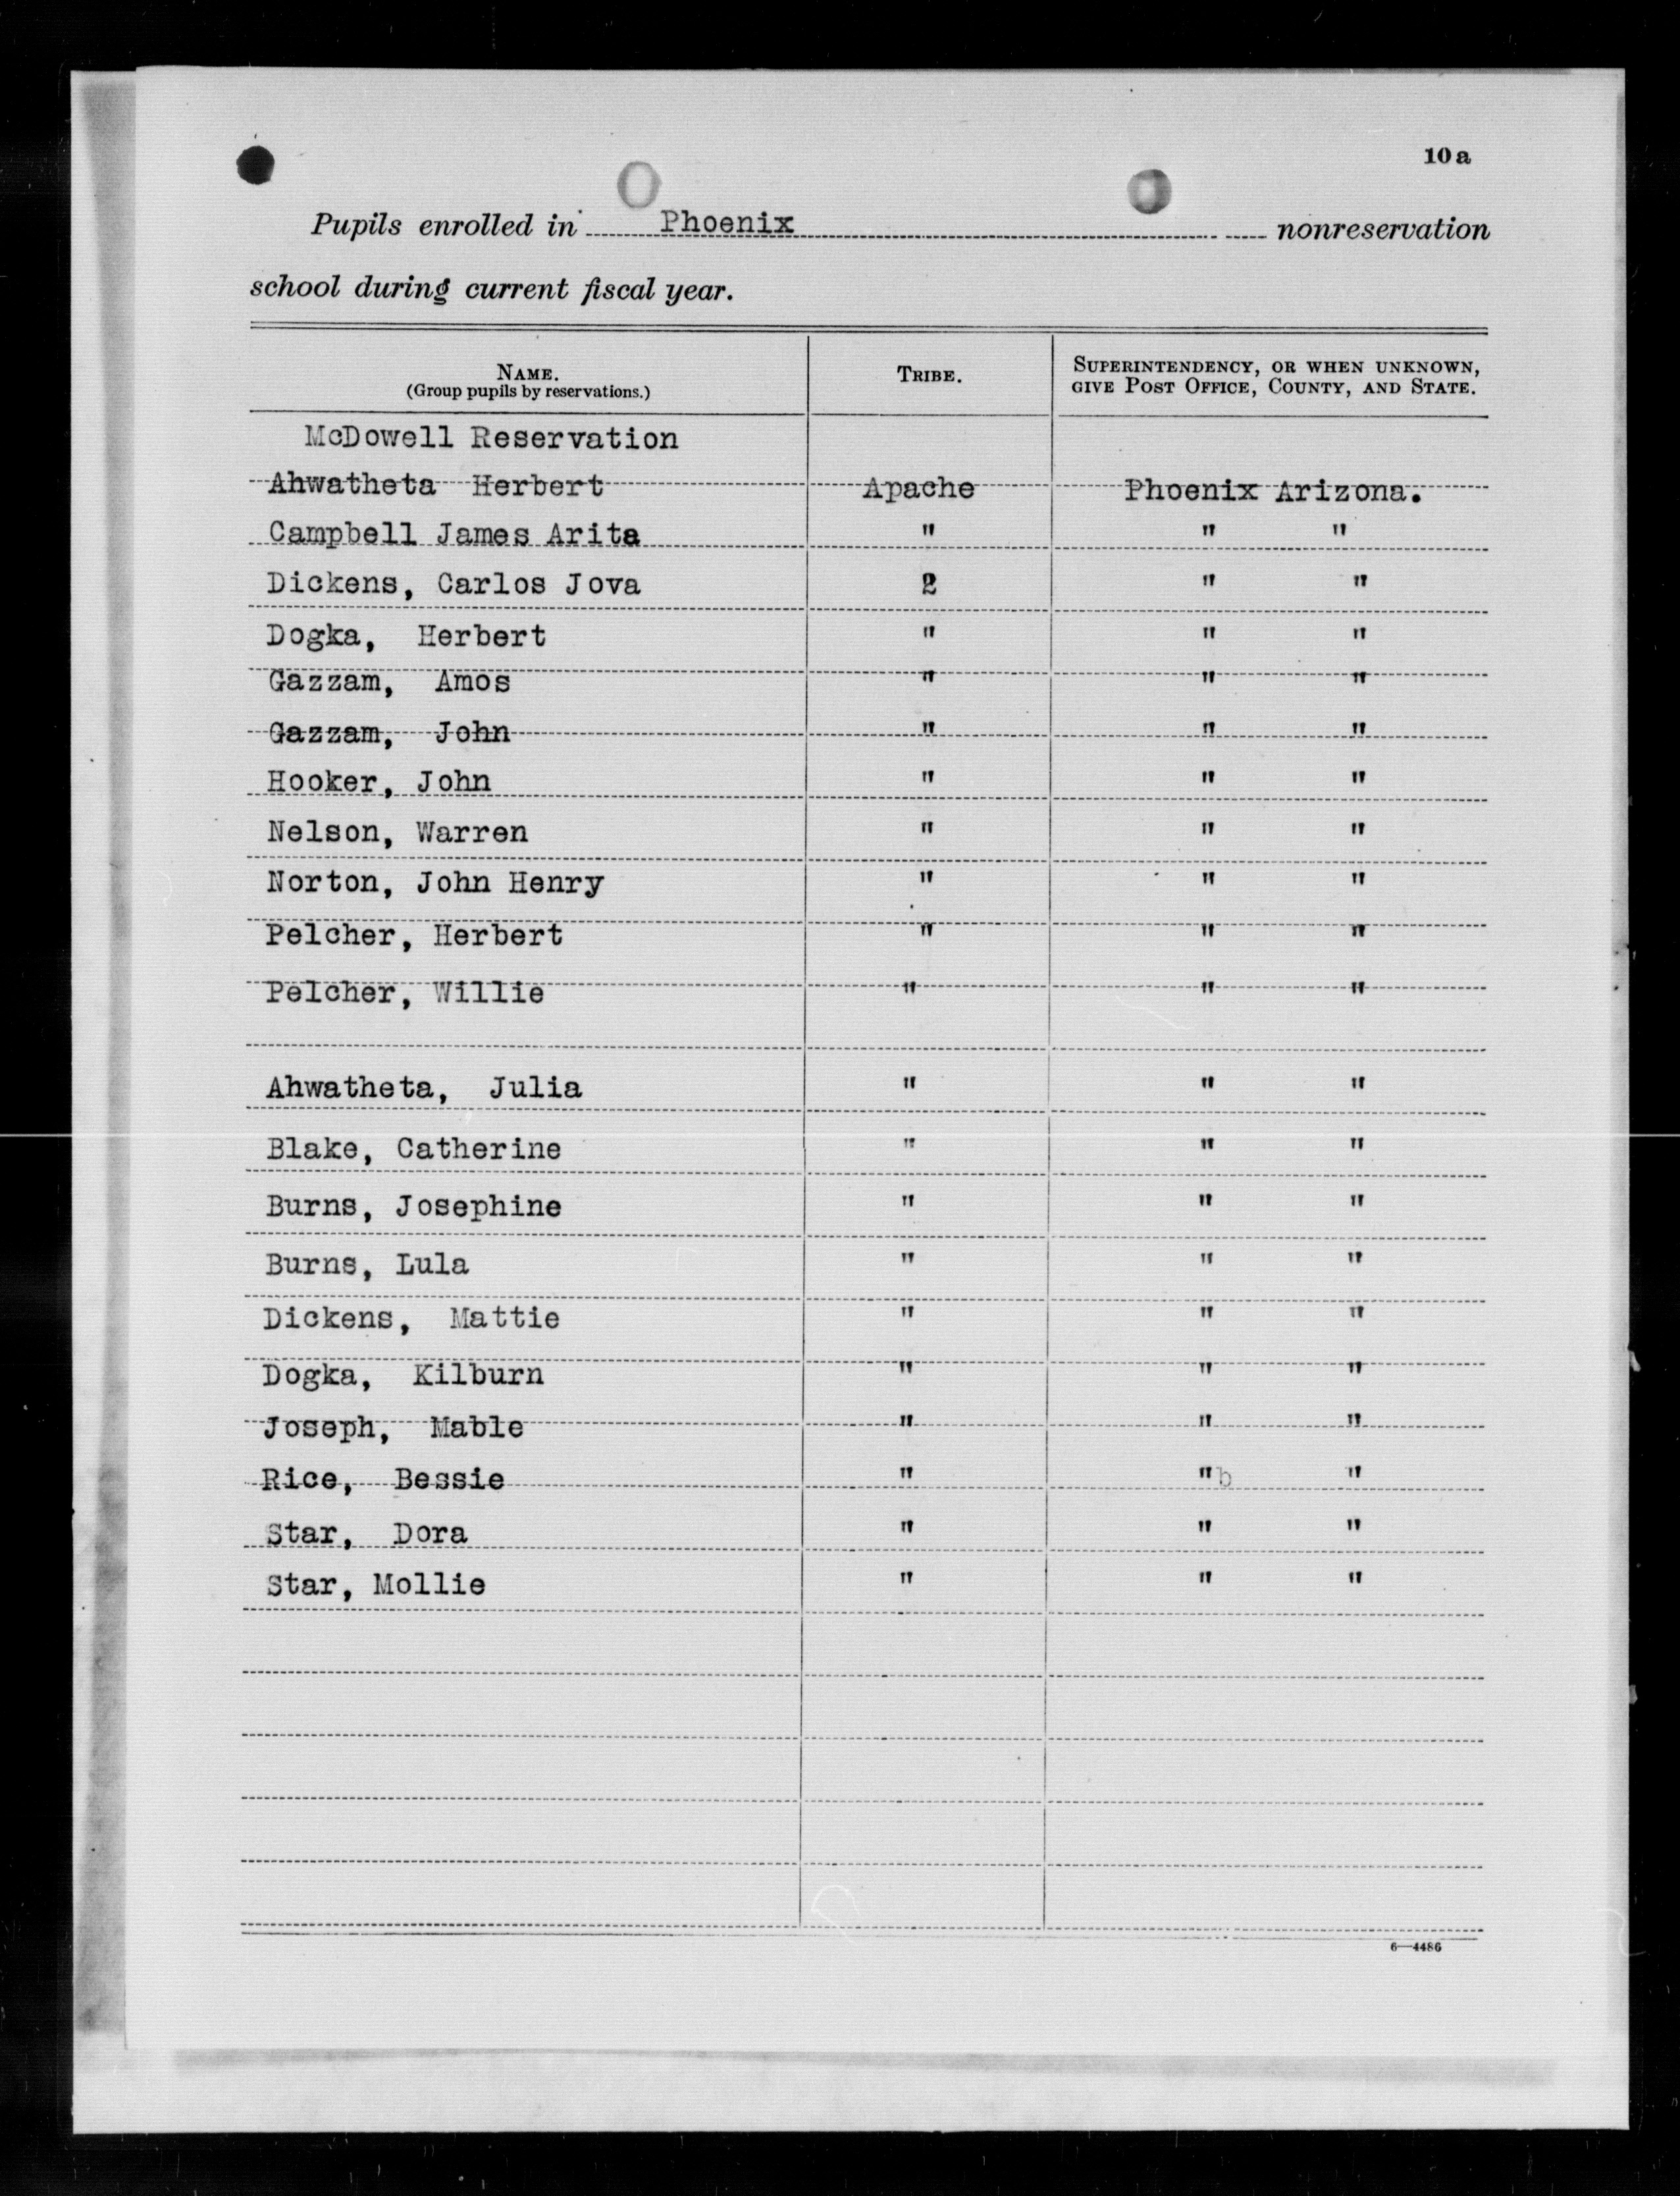 10a
Pupils enrolled in Phoenix nonreservation
school during current fiscal year.
NAME.
(Group pupils by reservations.)
TRIBE.
SUPERINTENDENCY, OR WHEN UNKNOWN,
GIVE POST OFFICE, COUNTY, AND STATE.
McDowell Reservation
Ahwatheta Herbert Apache Phoenix Arizona.
Campbell James Arita " " "
Dickens, Carlos Jova 2 " "
Dogka, Herbert " " "
Gazzam, Amos " " "
Gazzam, John " " "
Hooker, John " " "
Nelson, Warren " " "
Norton, John Henry " " "
Pelcher, Herbert " " "
Pelcher, Willie " " "
Ahwatheta, Julia " " "
Blake, Catherine " " "
Burns, Josephine " " "
Burns, Lula " " "
Dickens, Mattie " " "
Dogka, Kilburn " " "
Joseph, Mable " " "
Rice, Bessie " "b "
Star, Dora " " "
Star, Mollie " " "
6—4486